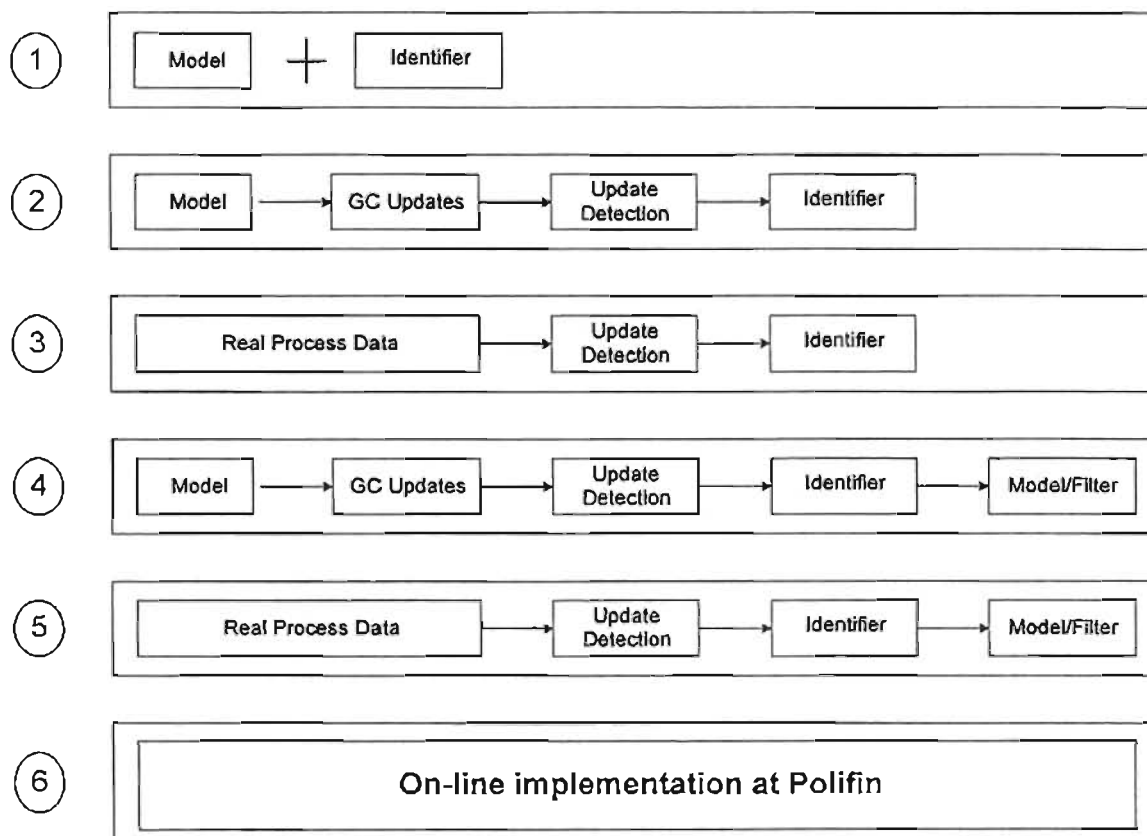 1
Model + Identifier
2
Model GC Updates Update Detection Identifier
3
Real Process Data Update Detection Identifier
4
Model GC Updates Update Detection Identifier Model/Filter
5
Real Process Data Update Detection Identifier Model/Filter
6
On-line implementation at Polifin